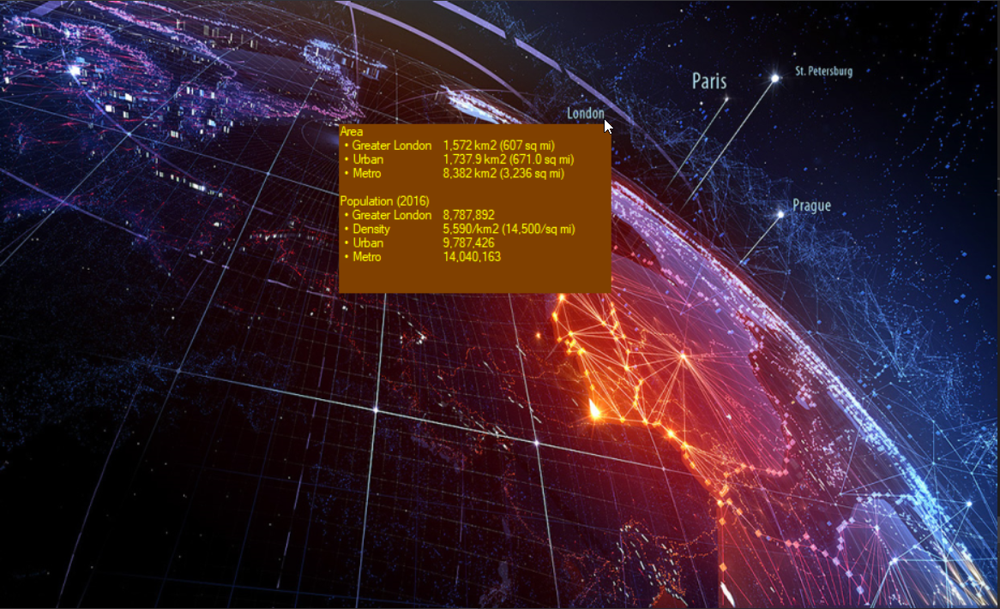 Paris
St. Petersburg
London
Area
• Greater London 1,572 km2 (607 sq mi)
• Urban 1,737.9 km2 (671.0 sq mi)
• Metro 8,382 km2 (3,236 sq mi)
Population (2016)
• Greater London 8,787,892
• Density 5,590/km2 (14,500/sq mi)
• Urban 9,787,426
• Metro 14,040,163
Prague